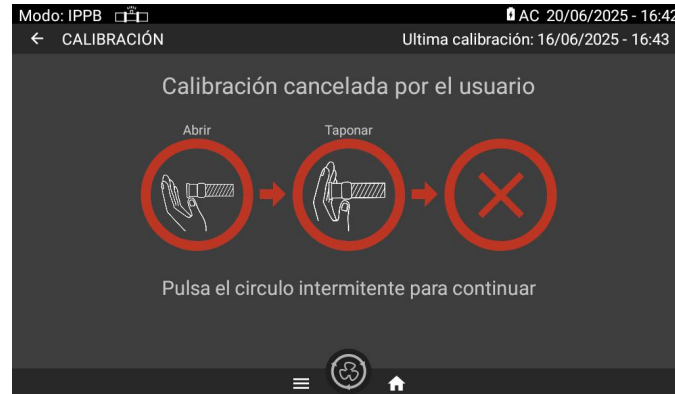 Modo: IPPB AC 20/06/2025 - 16:42
CALIBRACIÓN Ultima calibración: 16/06/2025 - 16:43
Calibración cancelada por el usuario
Abrir Taponar
Pulsa el circulo intermitente para continuar